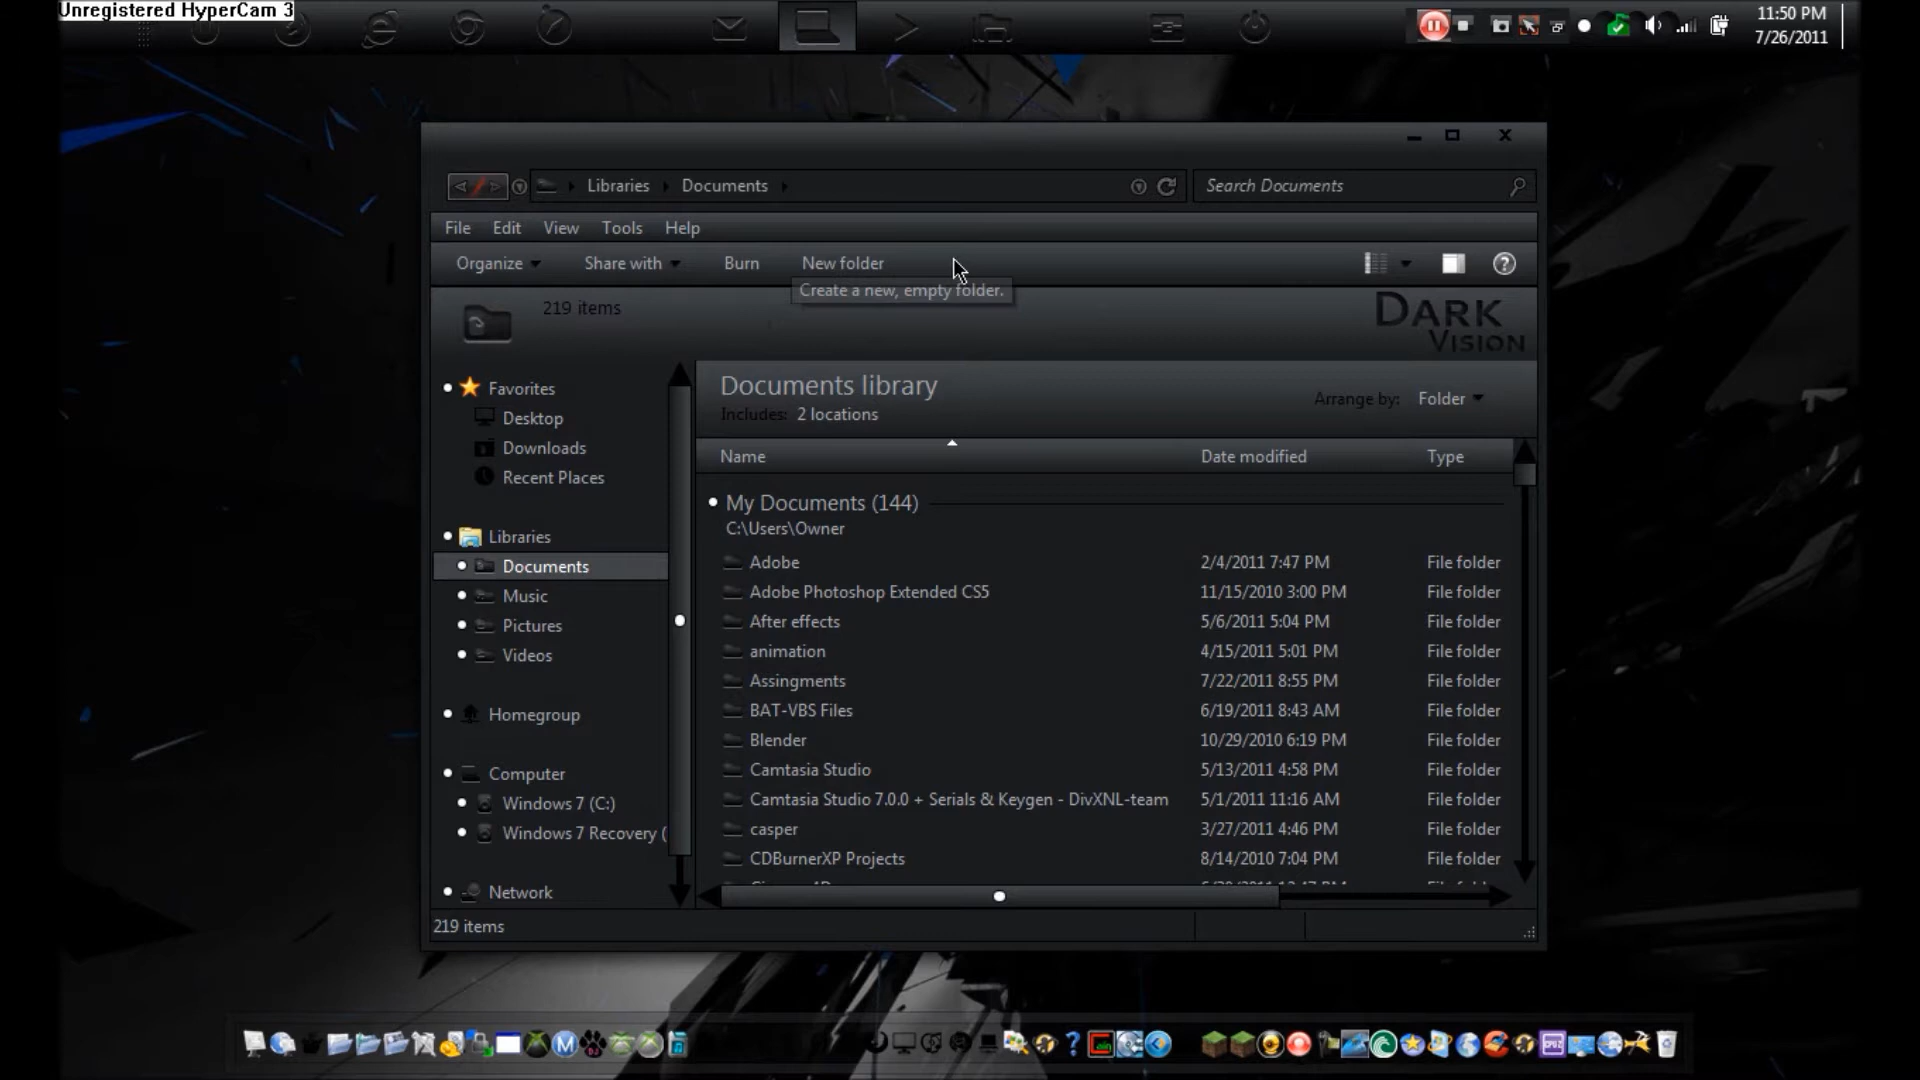 Unregistered HyperCam 3
11:50 PM
7/26/2011
Libraries Documents
Search Documents
File Edit View Tools Help
Organize Share with Burn New folder
Create a new, empty folder.
219 items
DARK
VISION
Documents library
Includes: 2 locations
Arrange by: Folder
Name Date modified Type
Favorites
Desktop
Downloads
Recent Places
Libraries
Documents
Music
Pictures
Videos
Homegroup
Computer
Windows 7 (C:)
Windows 7 Recovery (
Network
My Documents (144)
C:\Users\Owner
Adobe 2/4/2011 7:47 PM File folder
Adobe Photoshop Extended CS5 11/15/2010 3:00 PM File folder
After effects 5/6/2011 5:04 PM File folder
animation 4/15/2011 5:01 PM File folder
Assingments 7/22/2011 8:55 PM File folder
BAT-VBS Files 6/19/2011 8:43 AM File folder
Blender 10/29/2010 6:19 PM File folder
Camtasia Studio 5/13/2011 4:58 PM File folder
Camtasia Studio 7.0.0 + Serials & Keygen - DivXNL-team 5/1/2011 11:16 AM File folder
casper 3/27/2011 4:46 PM File folder
CDBurnerXP Projects 8/14/2010 7:04 PM File folder
219 items